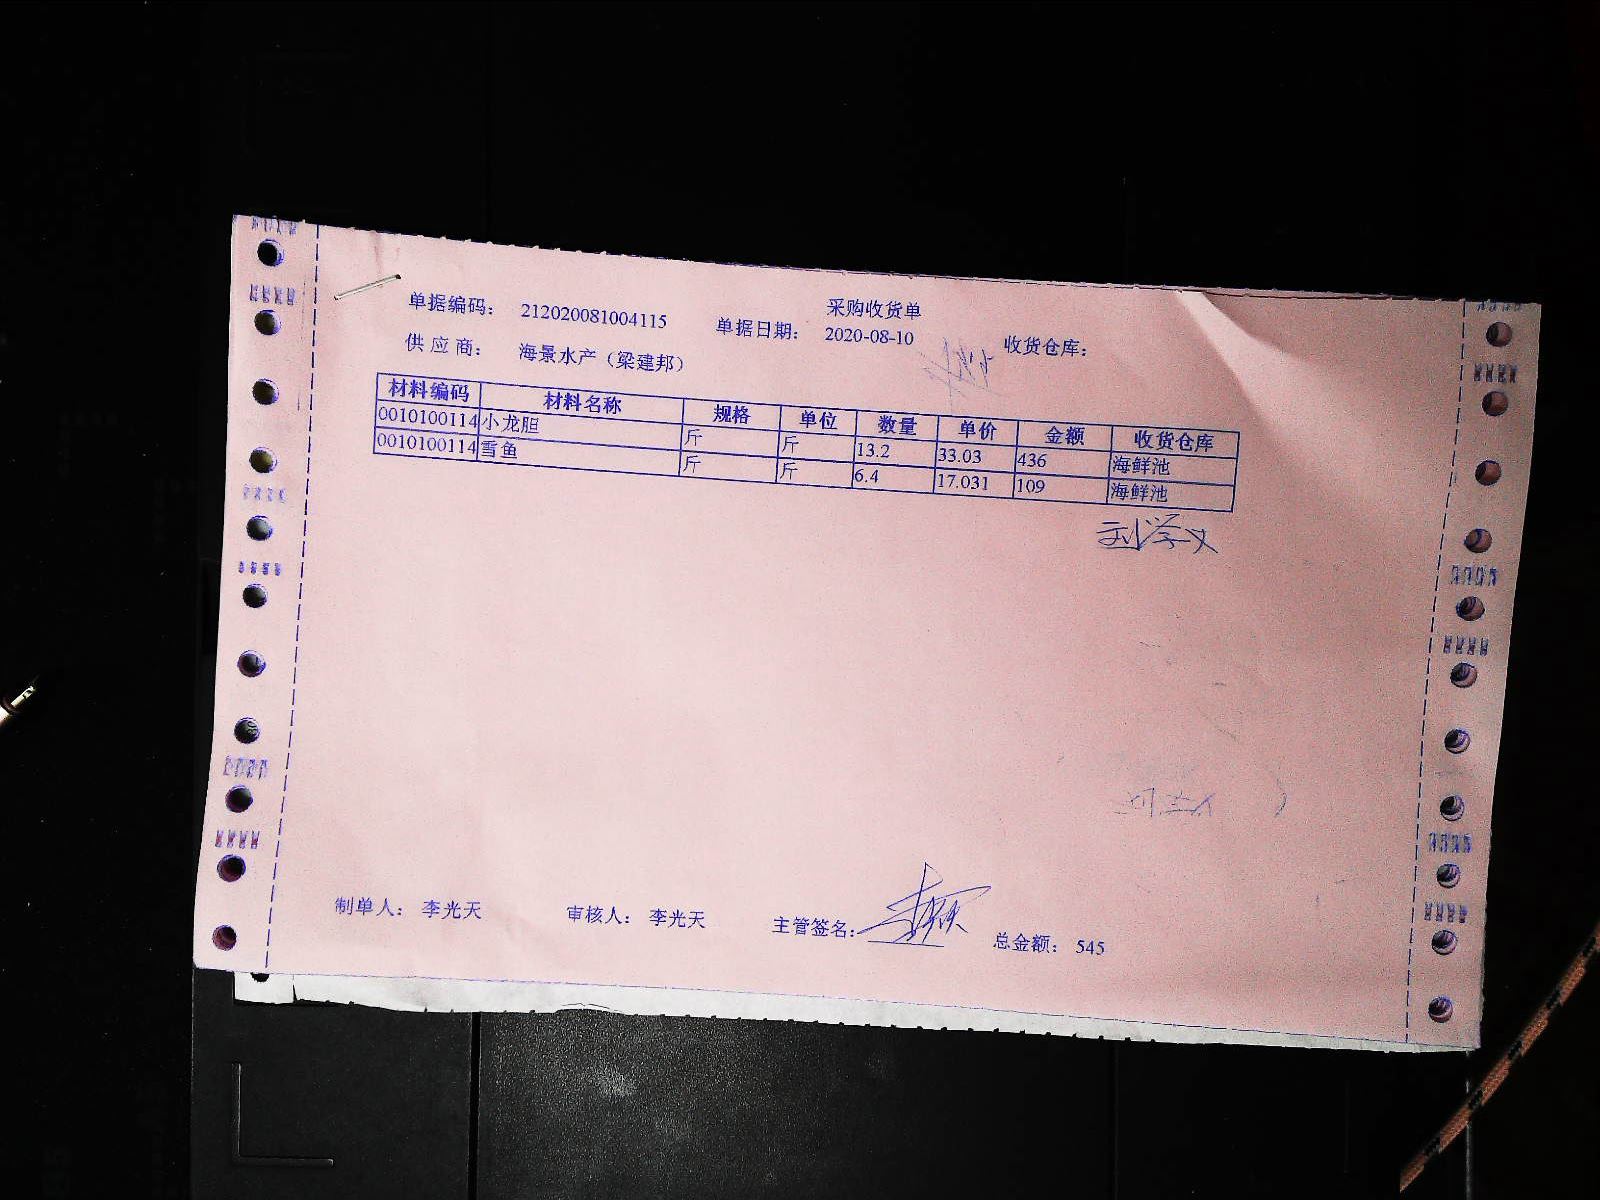 采购收货单
单据编码： 212020081004115 单据日期： 2020-08-10 收货仓库：
供应商： 海景水产（梁建邦）
材料编码 材料名称 规格 单位 数量 单价 金额 收货仓库
0010100114 小龙胆 斤 斤 13.2 33.03 436 海鲜池
0010100114 雪鱼 斤 斤 6.4 17.031 109 海鲜池
刘学义
制单人： 李光天 审核人： 李光天 主管签名： 总金额： 545